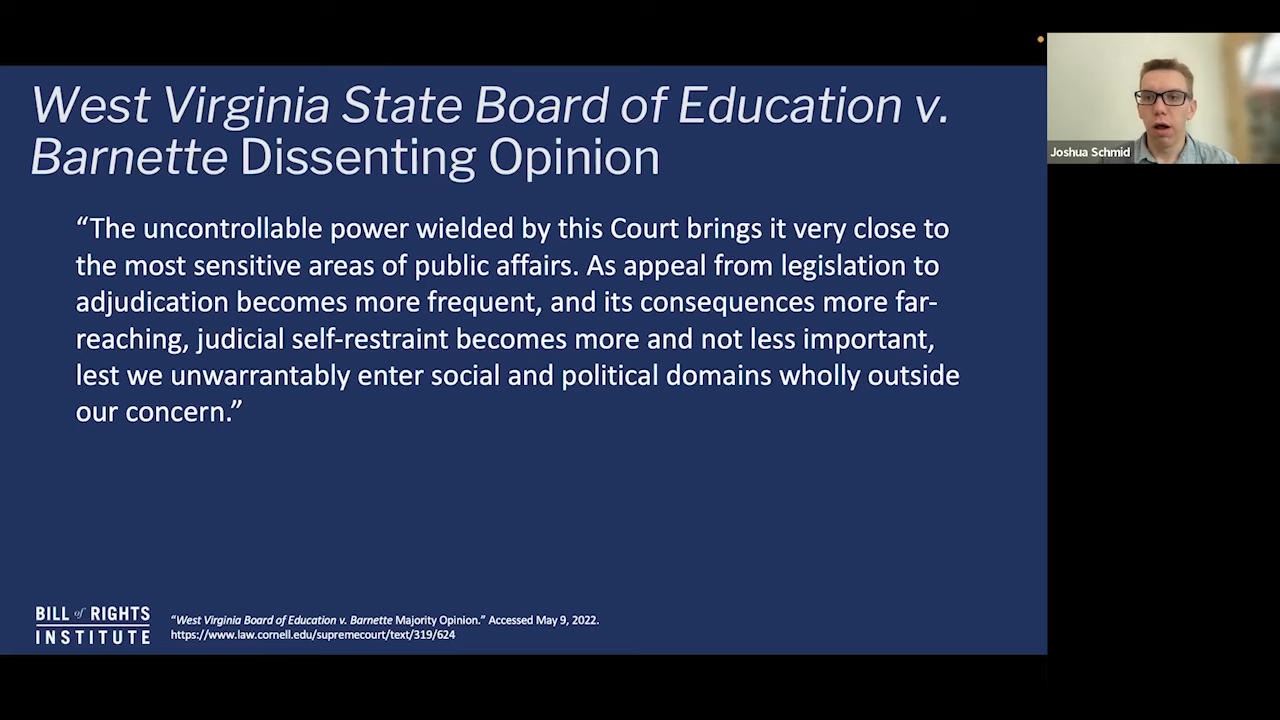 West Virginia State Board of Education v.
Barnette Dissenting Opinion
“The uncontrollable power wielded by this Court brings it very close to
the most sensitive areas of public affairs. As appeal from legislation to
adjudication becomes more frequent, and its consequences more far-
reaching, judicial self-restraint becomes more and not less important,
lest we unwarrantably enter social and political domains wholly outside
our concern.”
BILL of RIGHTS
INSTITUTE
“West Virginia Board of Education v. Barnette Majority Opinion.” Accessed May 9, 2022.
https://www.law.cornell.edu/supremecourt/text/319/624
Joshua Schmid